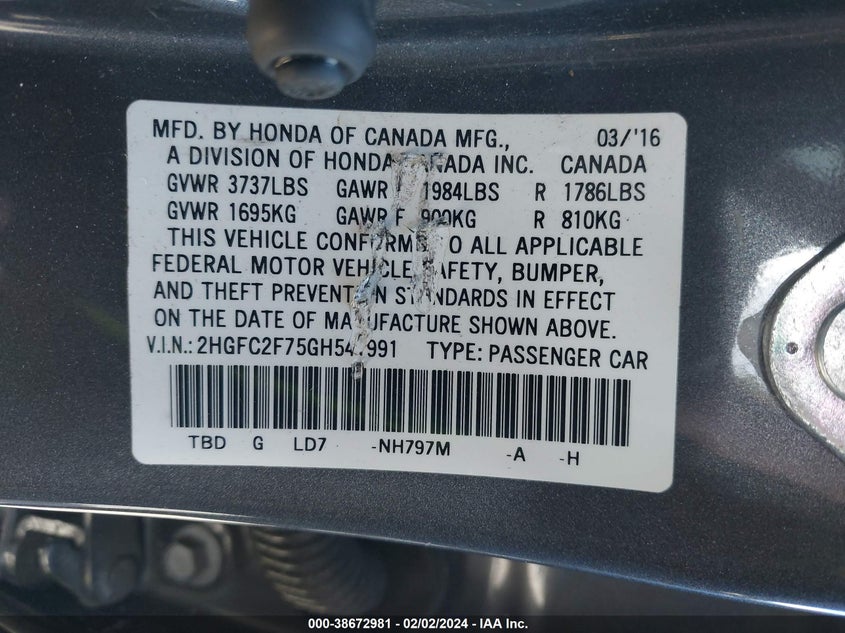 MFD. BY HONDA OF CANADA MFG., 03/'16
A DIVISION OF HONDA CANADA INC. CANADA
GVWR 3737LBS GAWR 1984LBS R 1786LBS
GVWR 1695KG GAWR F 900KG R 810KG
THIS VEHICLE CONFORMS TO ALL APPLICABLE
FEDERAL MOTOR VEHICLE SAFETY, BUMPER,
AND THEFT PREVENTION STANDARDS IN EFFECT
ON THE DATE OF MANUFACTURE SHOWN ABOVE.
V.I.N.: TYPE: PASSENGER CAR
TBD G LD7 -NH797M -A -H
000-38672981 - 02/02/2024 - IAA Inc.